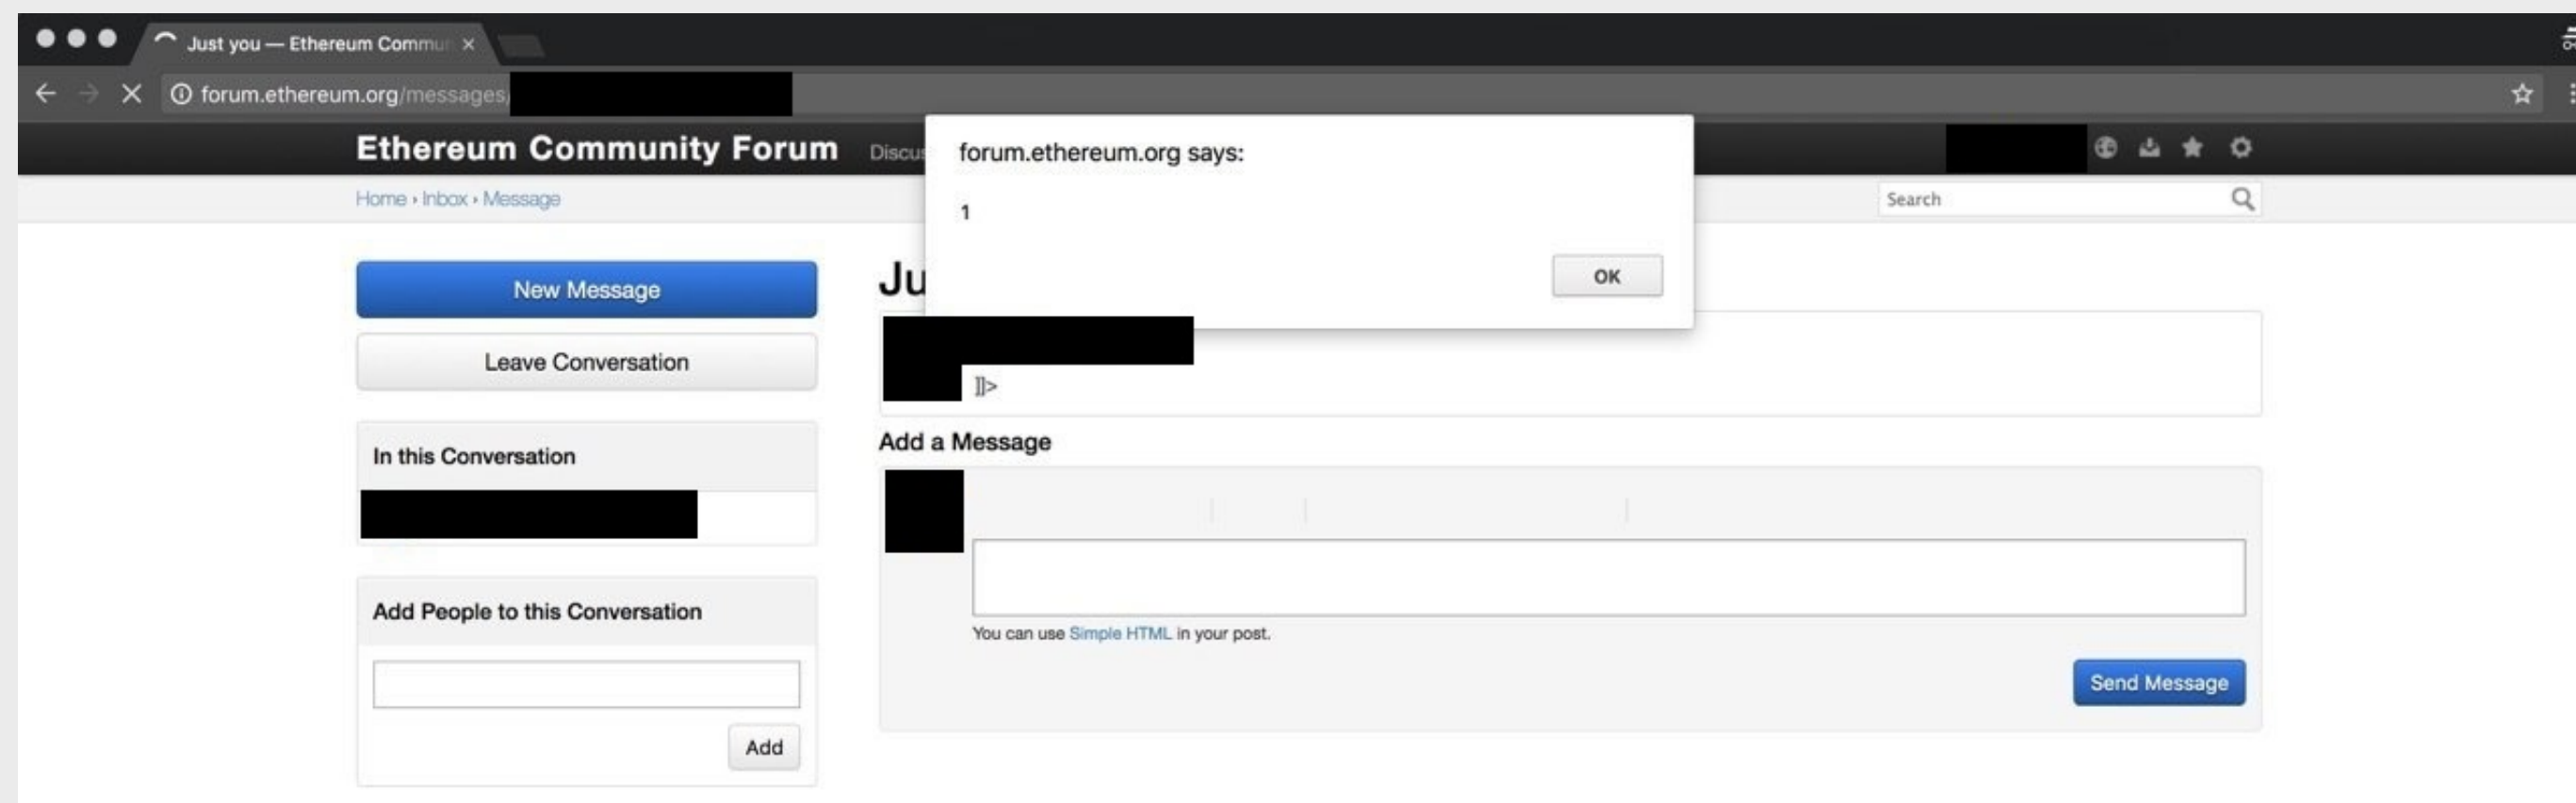 Just you — Ethereum Commun
forum.ethereum.org/messages/
Ethereum Community Forum
Discus
forum.ethereum.org says:
1
OK
Home › Inbox › Message
Search
New Message
Leave Conversation
In this Conversation
Add People to this Conversation
Add
Ju
]]>
Add a Message
You can use Simple HTML in your post.
Send Message